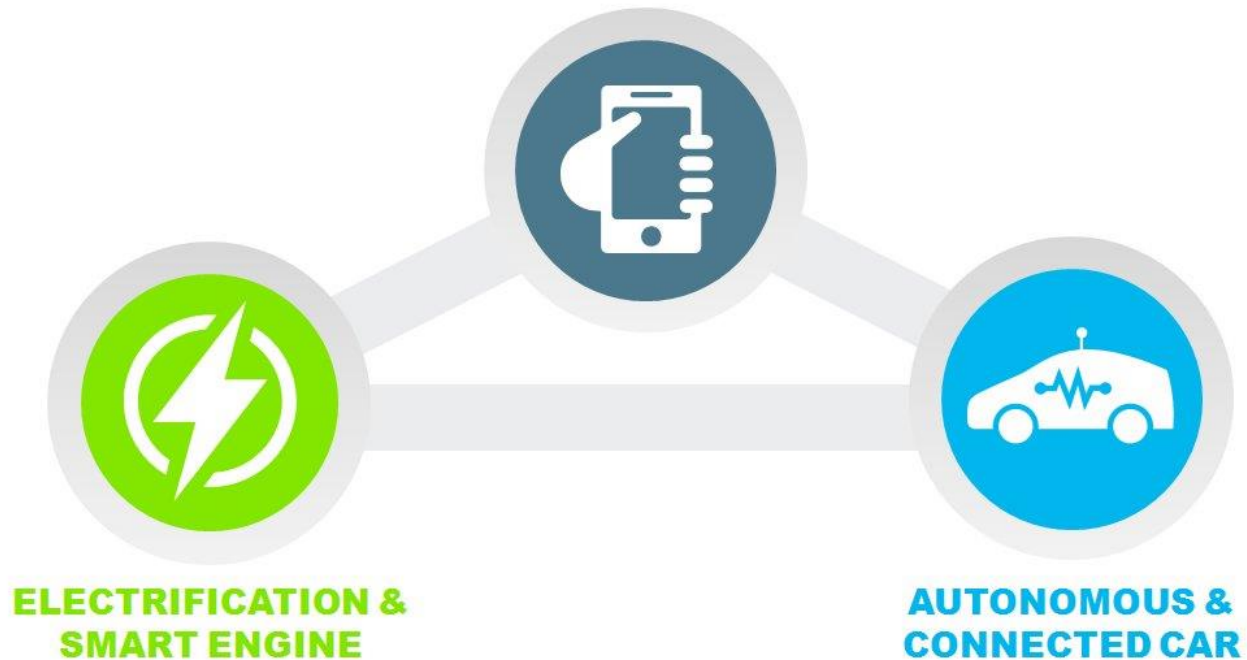 ELECTRIFICATION &
SMART ENGINE
AUTONOMOUS &
CONNECTED CAR